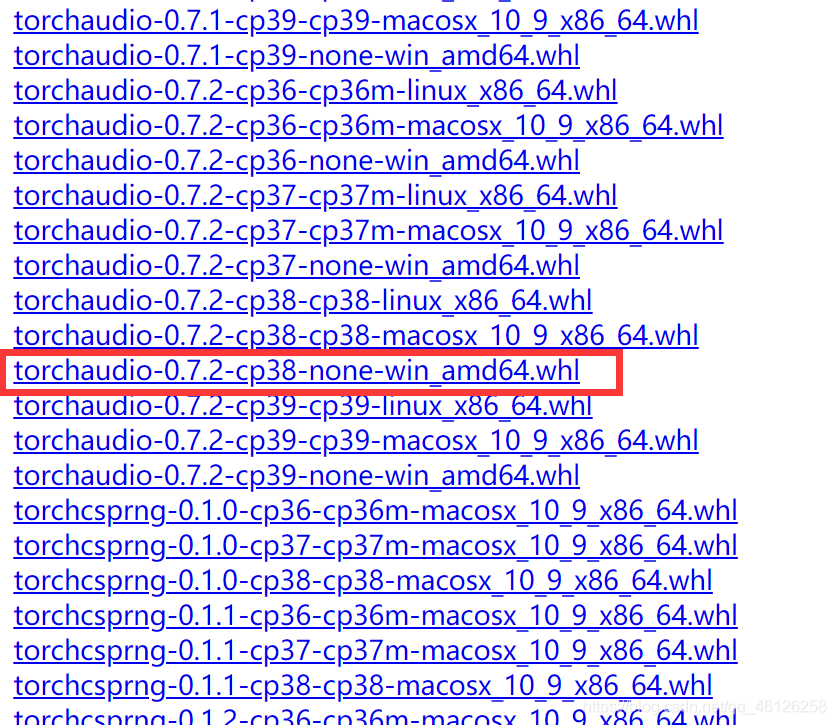 torchaudio-0.7.1-cp39-cp39-macosx_10_9_x86_64.whl
torchaudio-0.7.1-cp39-none-win_amd64.whl
torchaudio-0.7.2-cp36-cp36m-linux_x86_64.whl
torchaudio-0.7.2-cp36-cp36m-macosx_10_9_x86_64.whl
torchaudio-0.7.2-cp36-none-win_amd64.whl
torchaudio-0.7.2-cp37-cp37m-linux_x86_64.whl
torchaudio-0.7.2-cp37-cp37m-macosx_10_9_x86_64.whl
torchaudio-0.7.2-cp37-none-win_amd64.whl
torchaudio-0.7.2-cp38-cp38-linux_x86_64.whl
torchaudio-0.7.2-cp38-cp38-macosx_10_9_x86_64.whl
torchaudio-0.7.2-cp38-none-win_amd64.whl
torchaudio-0.7.2-cp39-cp39-linux_x86_64.whl
torchaudio-0.7.2-cp39-cp39-macosx_10_9_x86_64.whl
torchaudio-0.7.2-cp39-none-win_amd64.whl
torchcsprng-0.1.0-cp36-cp36m-macosx_10_9_x86_64.whl
torchcsprng-0.1.0-cp37-cp37m-macosx_10_9_x86_64.whl
torchcsprng-0.1.0-cp38-cp38-macosx_10_9_x86_64.whl
torchcsprng-0.1.1-cp36-cp36m-macosx_10_9_x86_64.whl
torchcsprng-0.1.1-cp37-cp37m-macosx_10_9_x86_64.whl
torchcsprng-0.1.1-cp38-cp38-macosx_10_9_x86_64.whl
https://blog.csdn.net/qq_46126258
torchcsprng-0.1.2-cp36-cp36m-macosx_10_9_x86_64.whl